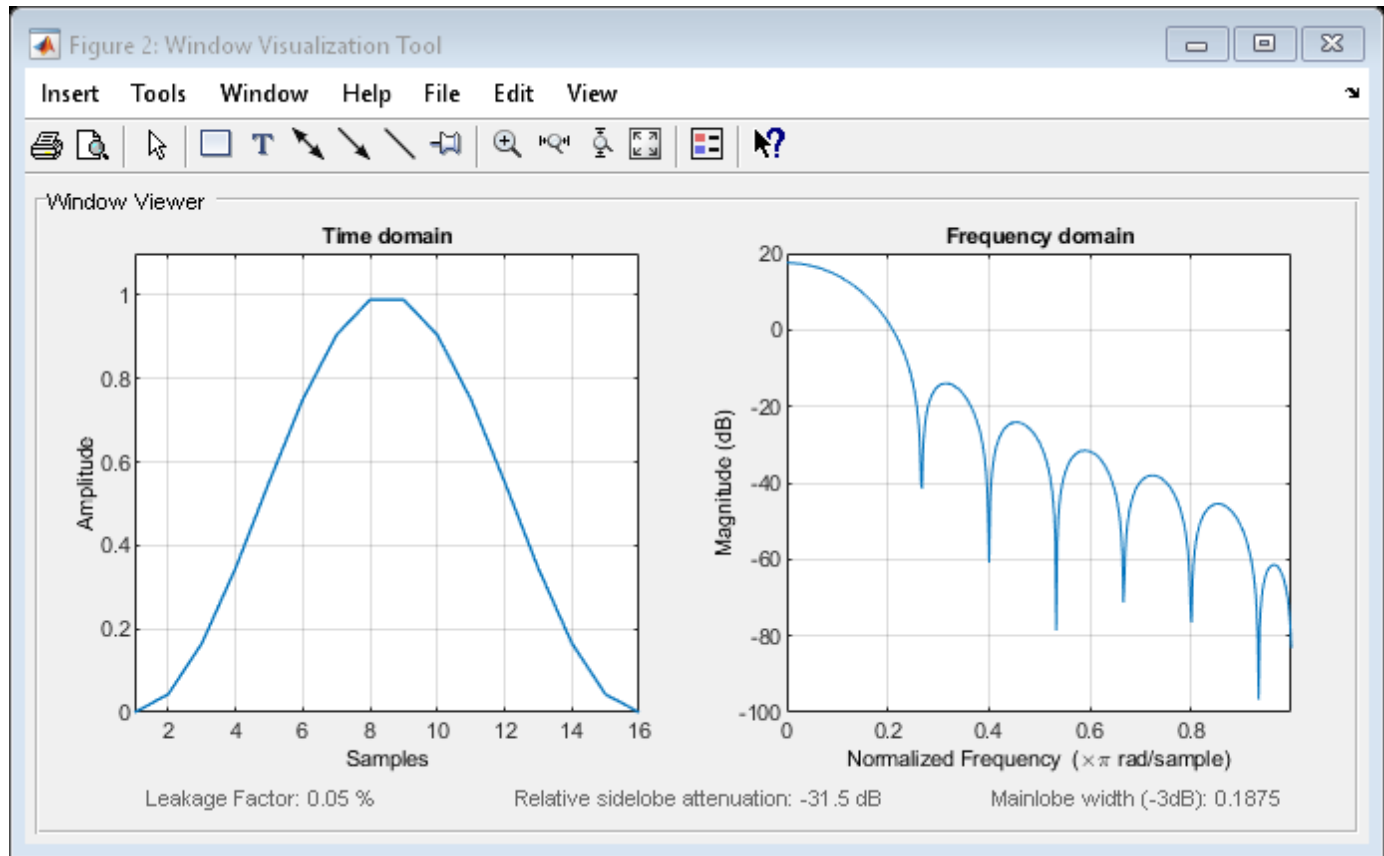 Figure 2: Window Visualization Tool
Insert Tools Window Help File Edit View
T
Window Viewer
Time domain
1
0.8
0.6
0.4
0.2
0
Amplitude
2 4 6 8 10 12 14 16
Samples
Frequency domain
20
0
-20
-40
-60
-80
-100
Magnitude (dB)
0 0.2 0.4 0.6 0.8
Normalized Frequency (×π rad/sample)
Leakage Factor: 0.05 % Relative sidelobe attenuation: -31.5 dB Mainlobe width (-3dB): 0.1875